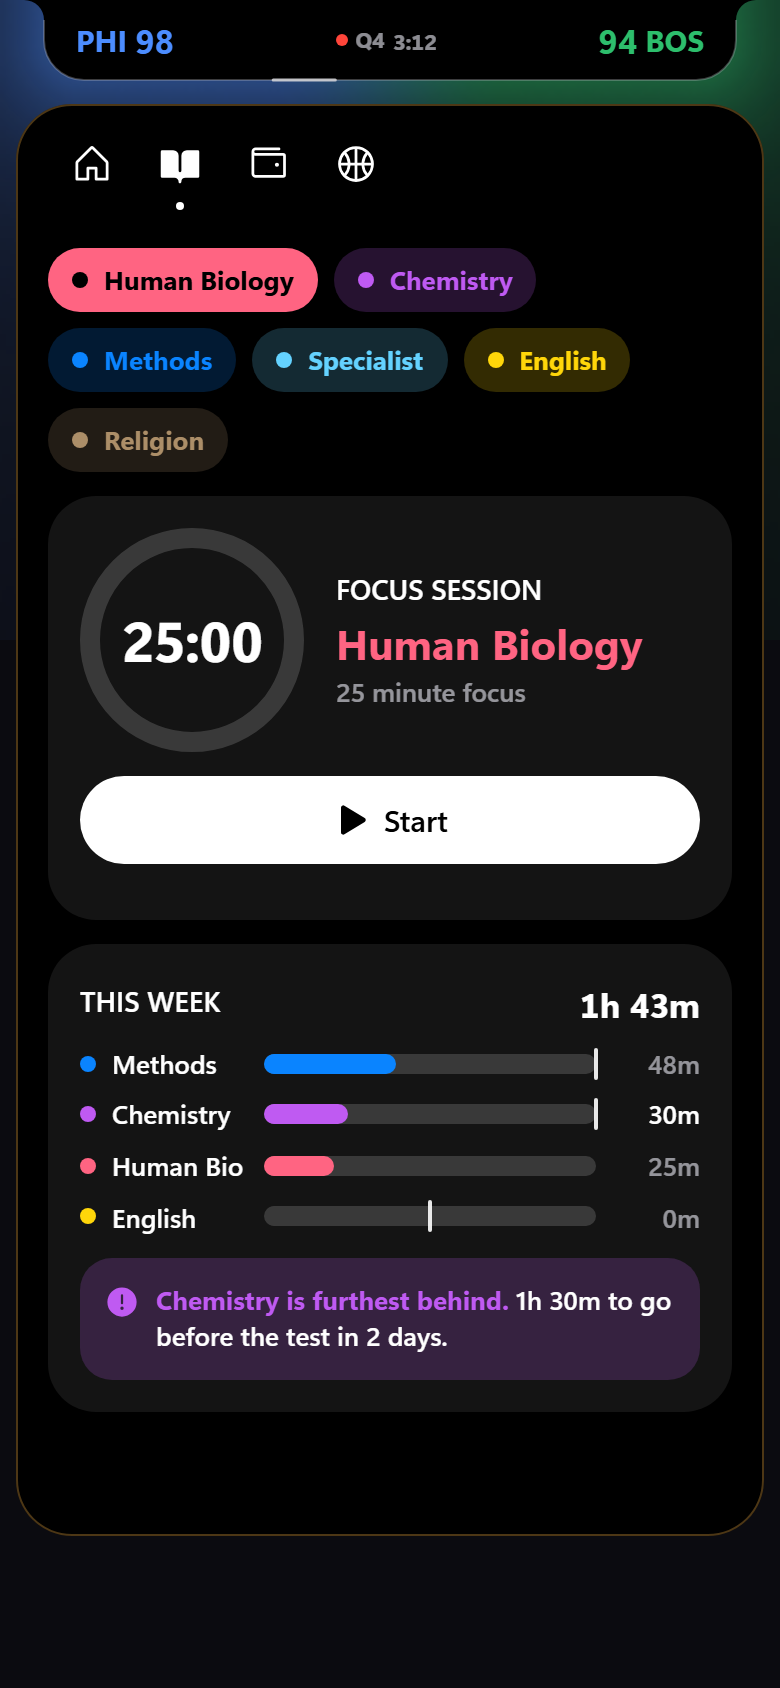 PHI 98 Q4 3:12 94 BOS
Human Biology Chemistry
Methods Specialist English
Religion
25:00
FOCUS SESSION
Human Biology
25 minute focus
Start
THIS WEEK 1h 43m
Methods 48m
Chemistry 30m
Human Bio 25m
English 0m
Chemistry is furthest behind. 1h 30m to go
before the test in 2 days.